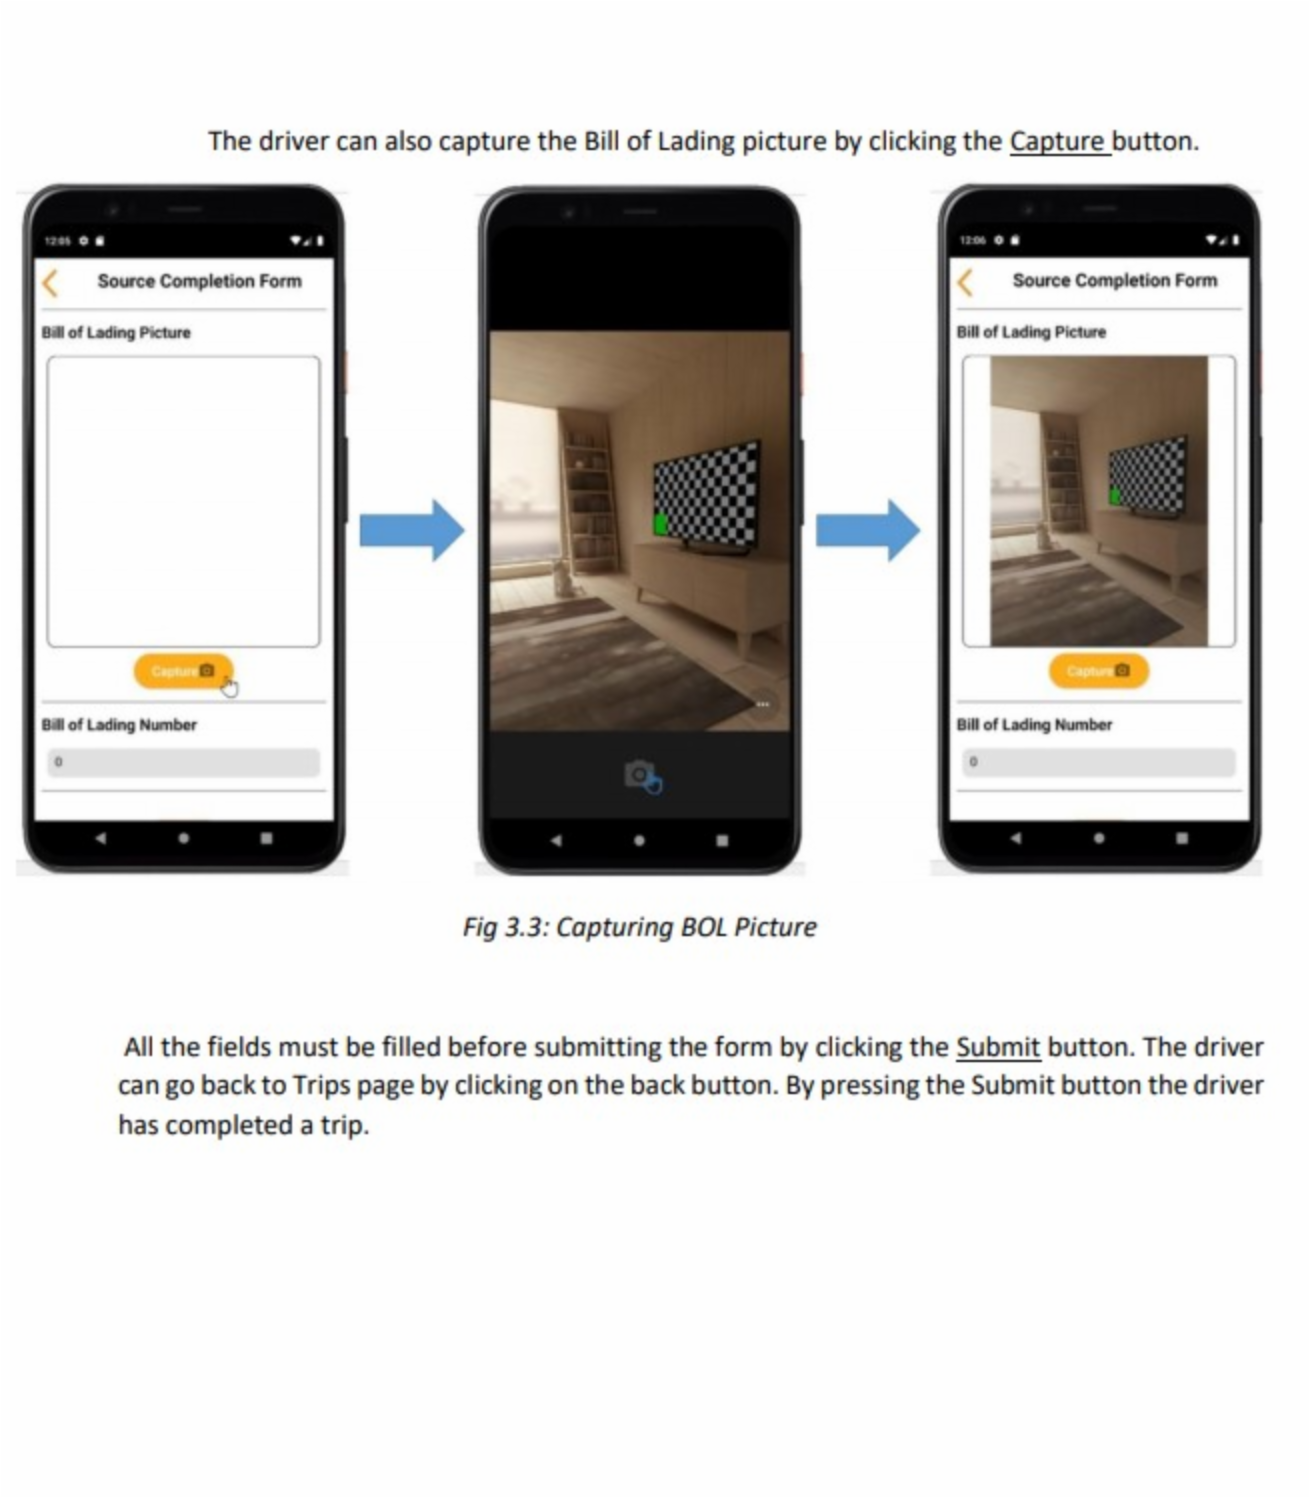 The driver can also capture the Bill of Lading picture by clicking the Capture button.
12:05
Source Completion Form
Bill of Lading Picture
Capture
Bill of Lading Number
0
12:06
Source Completion Form
Bill of Lading Picture
Capture
Bill of Lading Number
0
Fig 3.3: Capturing BOL Picture
All the fields must be filled before submitting the form by clicking the Submit button. The driver
can go back to Trips page by clicking on the back button. By pressing the Submit button the driver
has completed a trip.